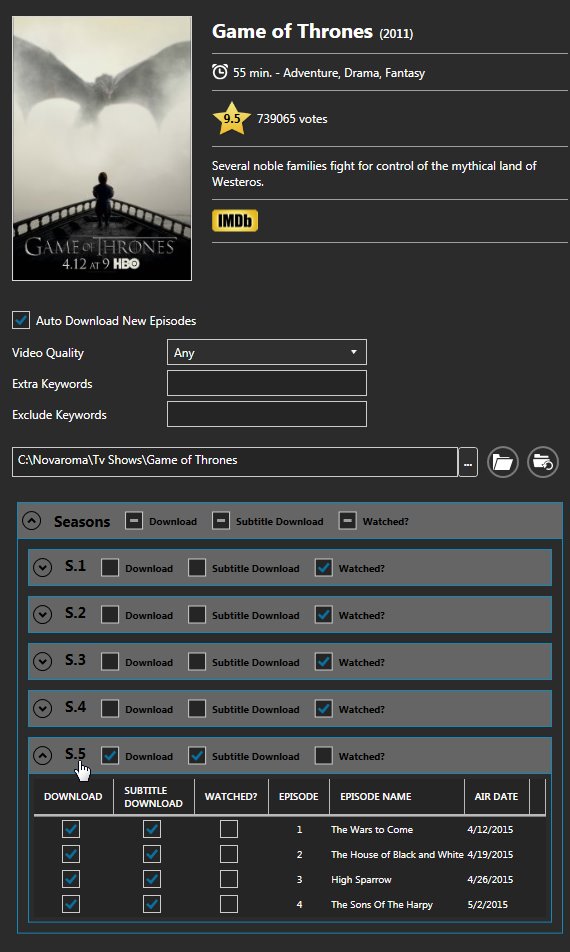 Game of Thrones (2011)
55 min. - Adventure, Drama, Fantasy
9.5 739065 votes
Several noble families fight for control of the mythical land of
Westeros.
IMDb
GAME OF THRONES
4.12 AT 9 HBO
Auto Download New Episodes
Video Quality Any
Extra Keywords
Exclude Keywords
C:\Novaroma\Tv Shows\Game of Thrones ...
Seasons Download Subtitle Download Watched?
S.1 Download Subtitle Download Watched?
S.2 Download Subtitle Download Watched?
S.3 Download Subtitle Download Watched?
S.4 Download Subtitle Download Watched?
S.5 Download Subtitle Download Watched?
DOWNLOAD SUBTITLE DOWNLOAD WATCHED? EPISODE EPISODE NAME AIR DATE
1 The Wars to Come 4/12/2015
2 The House of Black and White 4/19/2015
3 High Sparrow 4/26/2015
4 The Sons Of The Harpy 5/2/2015